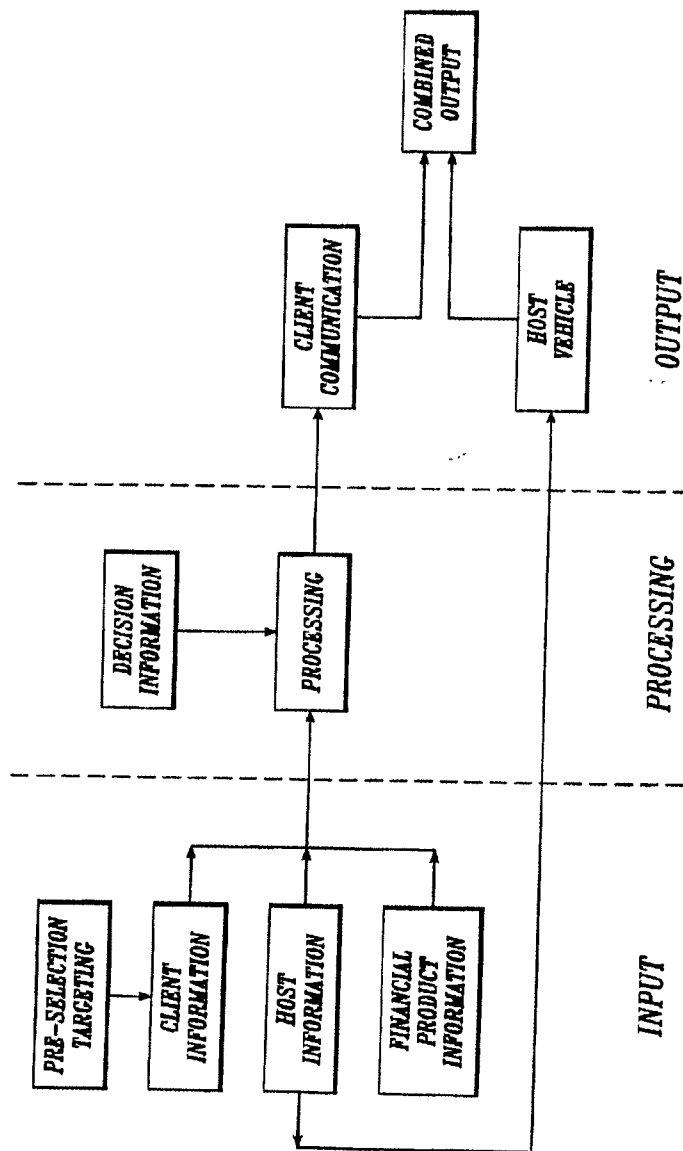 PRE-SELECTION
TARGETING
CLIENT
INFORMATION
HOST
INFORMATION
FINANCIAL
PRODUCT
INFORMATION
INPUT
DECISION
INFORMATION
PROCESSING
PROCESSING
CLIENT
COMMUNICATION
HOST
VEHICLE
COMBINED
OUTPUT
OUTPUT